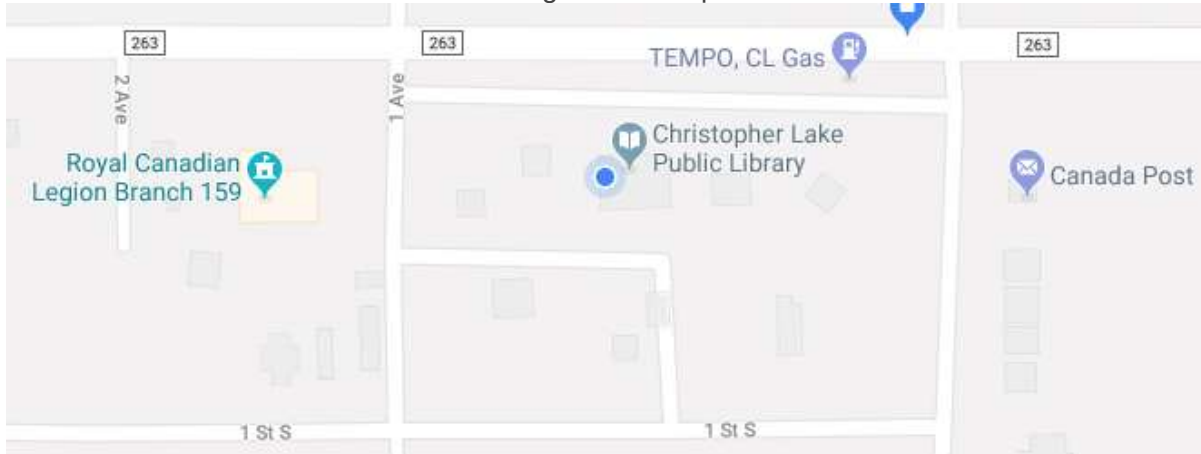 263
263
263
TEMPO, CL Gas
2 Ave
1 Ave
Christopher Lake
Public Library
Royal Canadian
Legion Branch 159
Canada Post
1 St S
1 St S